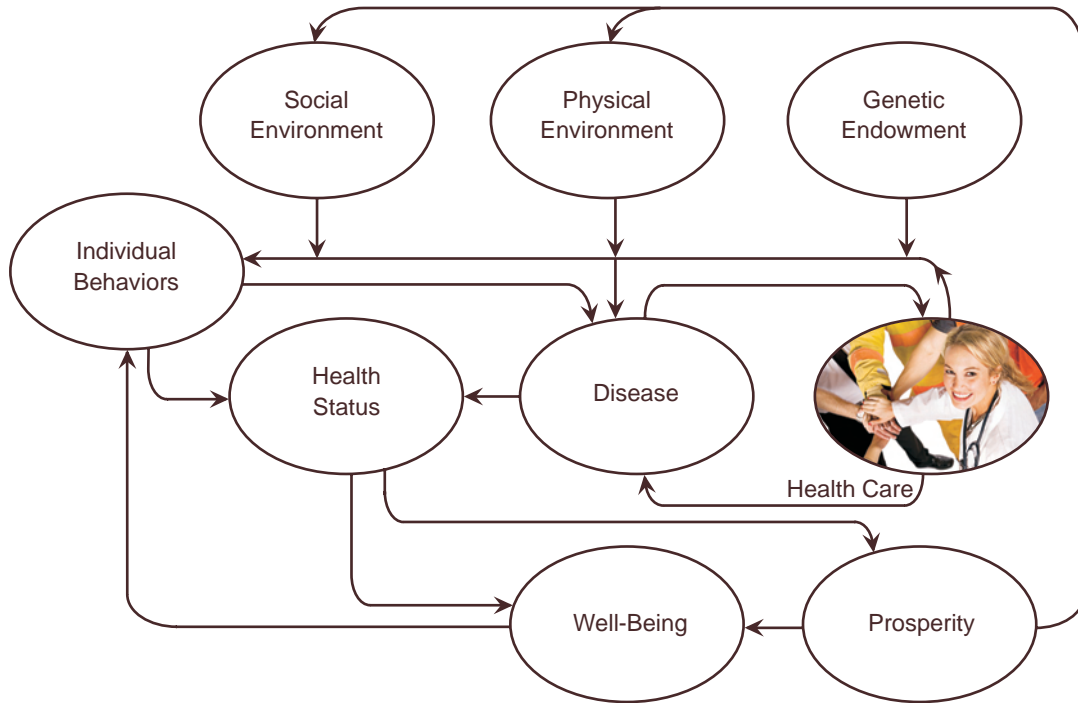 Social
Environment
Physical
Environment
Genetic
Endowment
Individual
Behaviors
Health
Status
Disease
Health Care
Well-Being
Prosperity